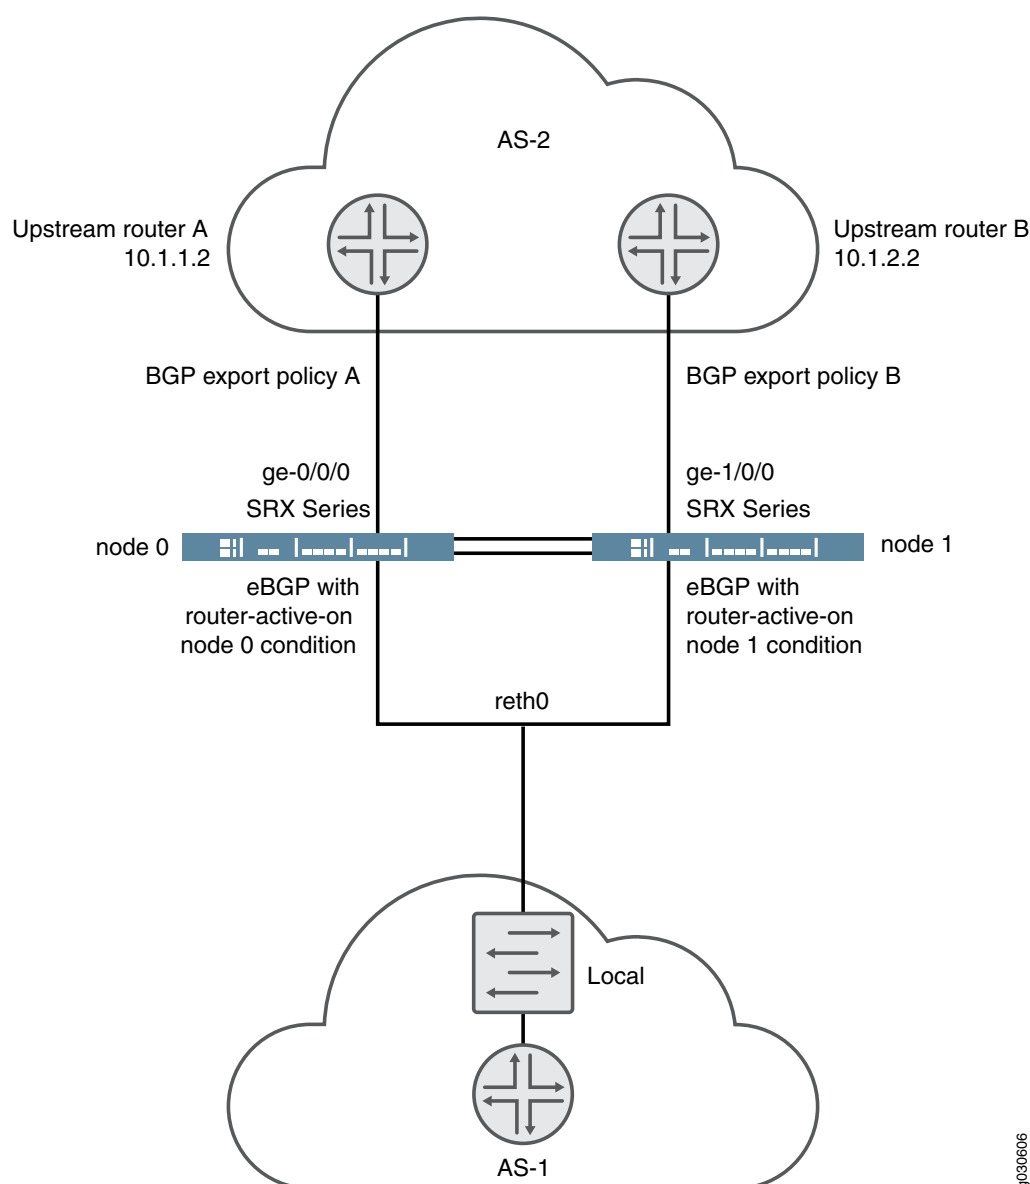 AS-2
Upstream router A
10.1.1.2
Upstream router B
10.1.2.2
BGP export policy A
BGP export policy B
ge-0/0/0
SRX Series
ge-1/0/0
SRX Series
node 0
node 1
eBGP with
router-active-on
node 0 condition
eBGP with
router-active-on
node 1 condition
reth0
Local
AS-1
g030606